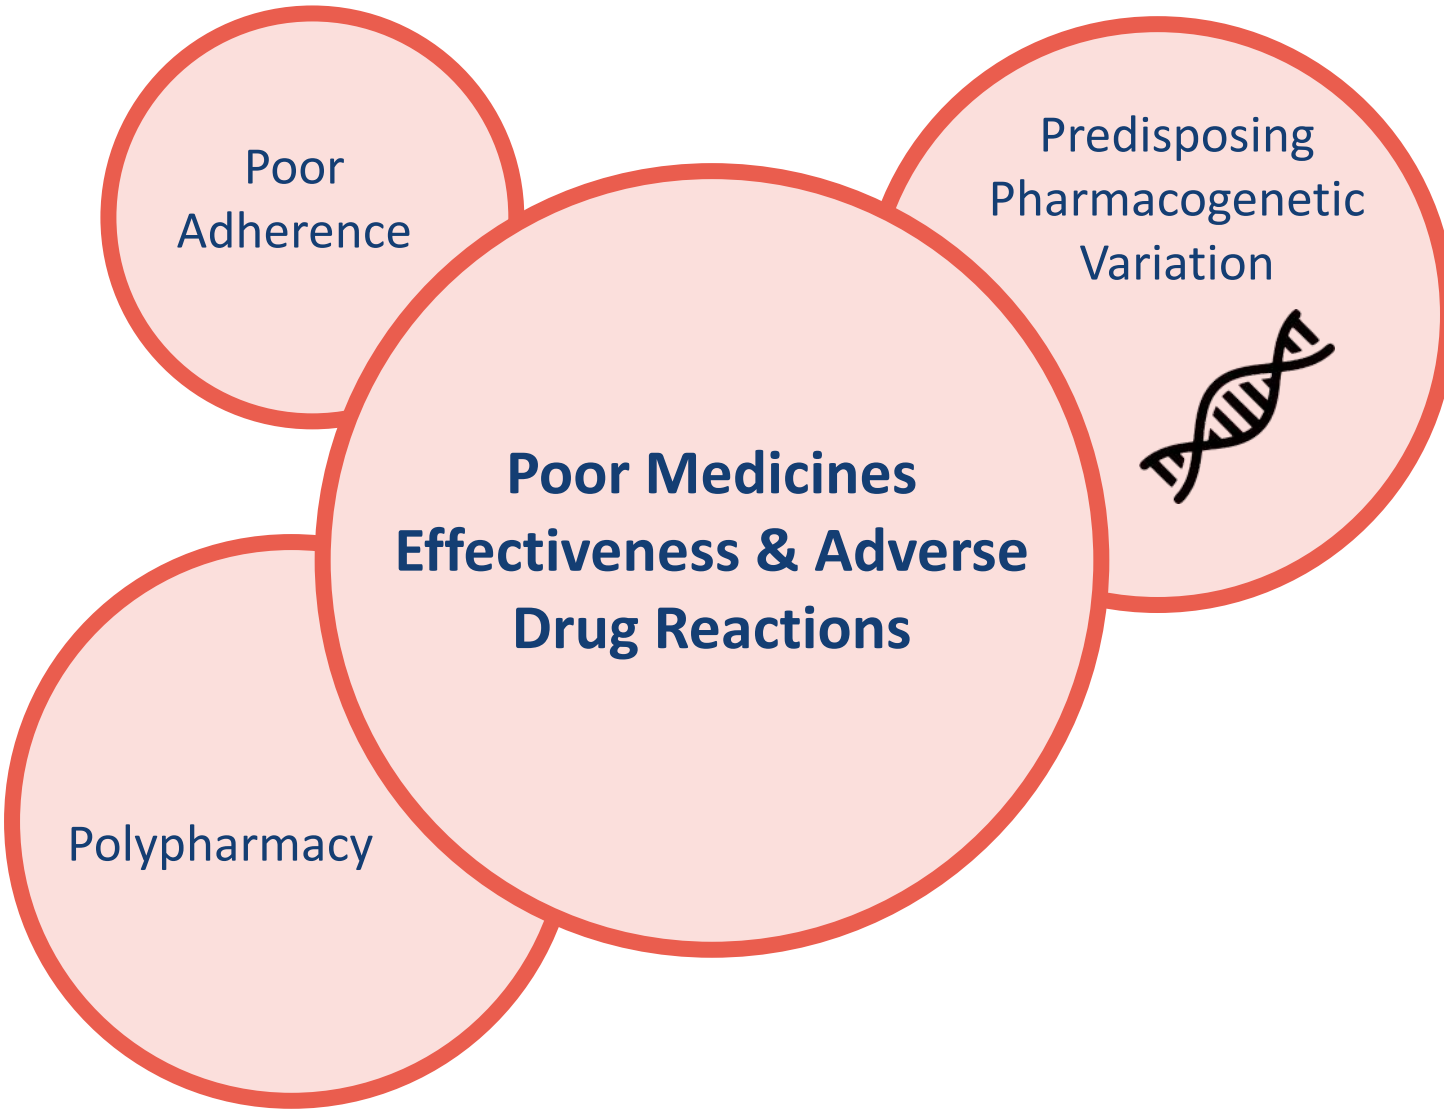 Poor
Adherence
Predisposing
Pharmacogenetic
Variation
Poor Medicines
Effectiveness & Adverse
Drug Reactions
Polypharmacy